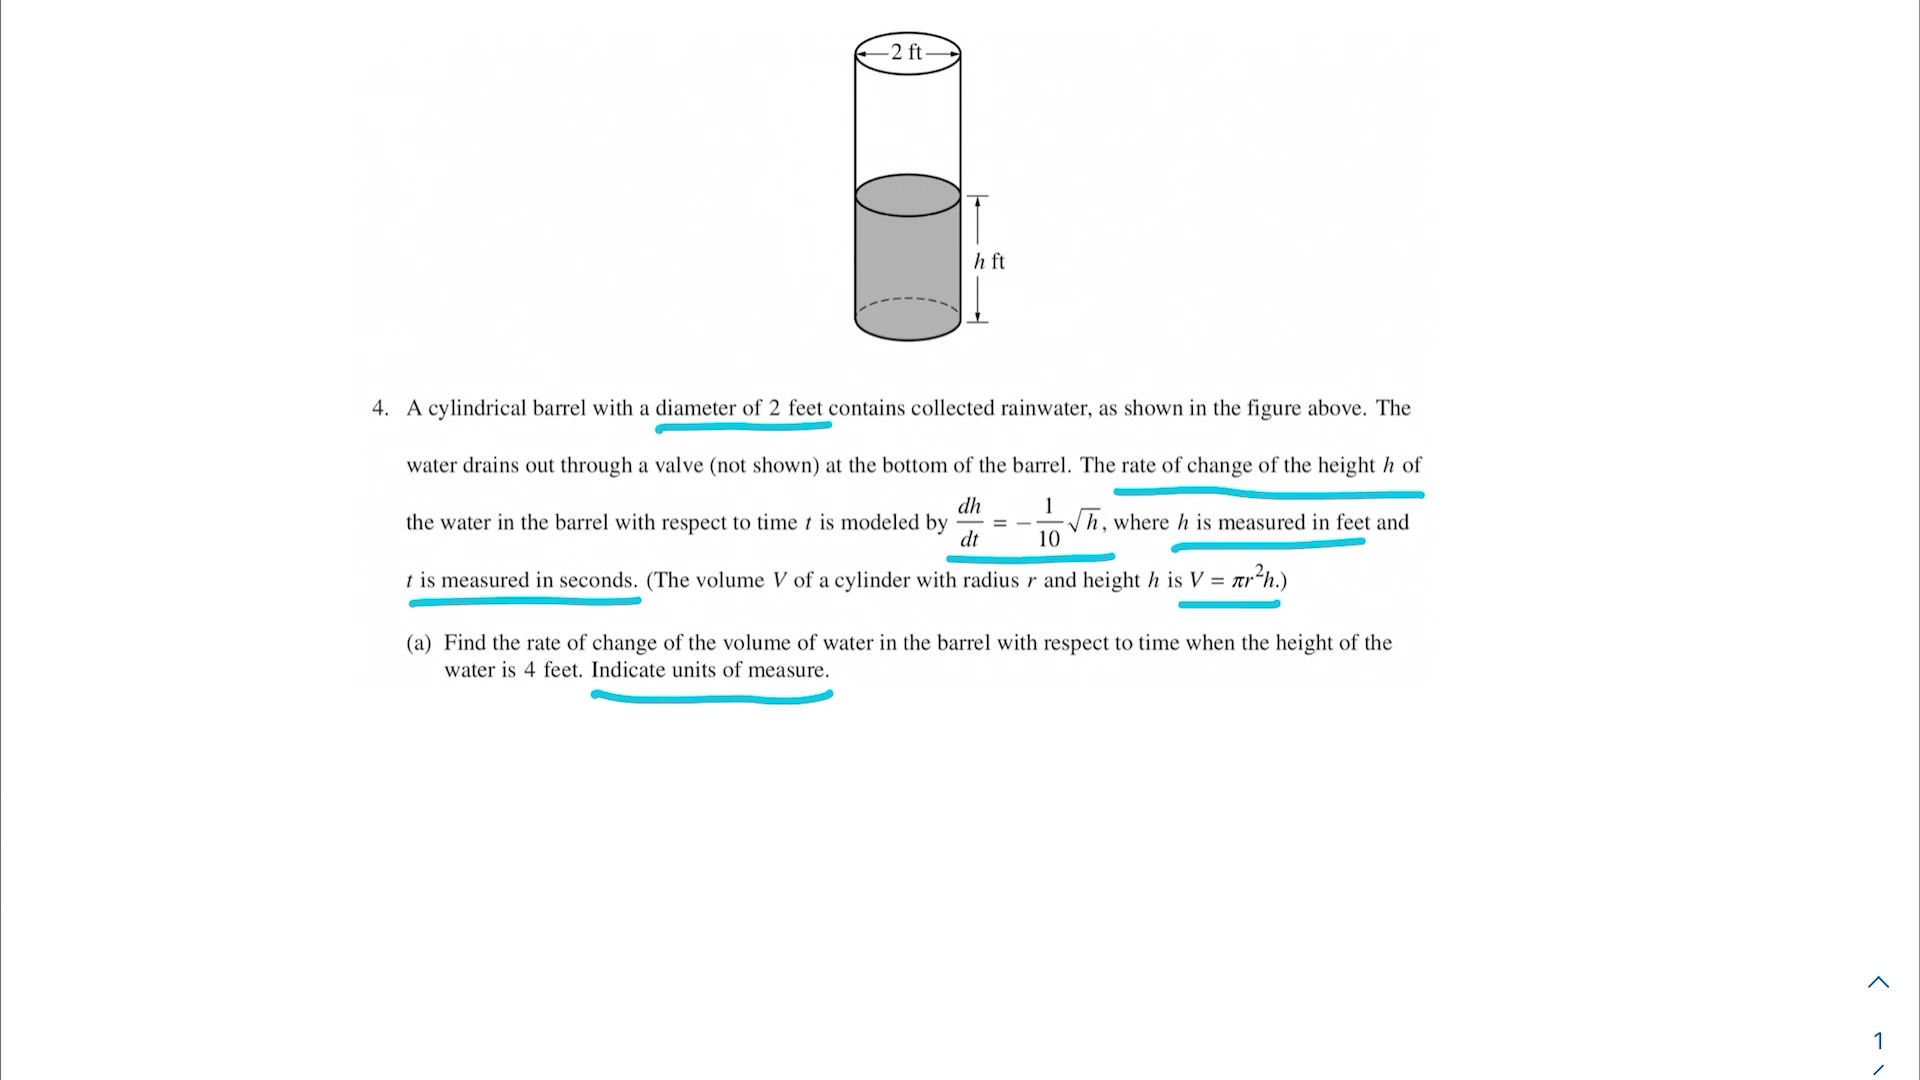 2 ft
h ft
4. A cylindrical barrel with a diameter of 2 feet contains collected rainwater, as shown in the figure above. The
water drains out through a valve (not shown) at the bottom of the barrel. The rate of change of the height h of
the water in the barrel with respect to time t is modeled by dh/dt = −1/10 √h, where h is measured in feet and
t is measured in seconds. (The volume V of a cylinder with radius r and height h is V = πr²h.)
(a) Find the rate of change of the volume of water in the barrel with respect to time when the height of the
water is 4 feet. Indicate units of measure.
1